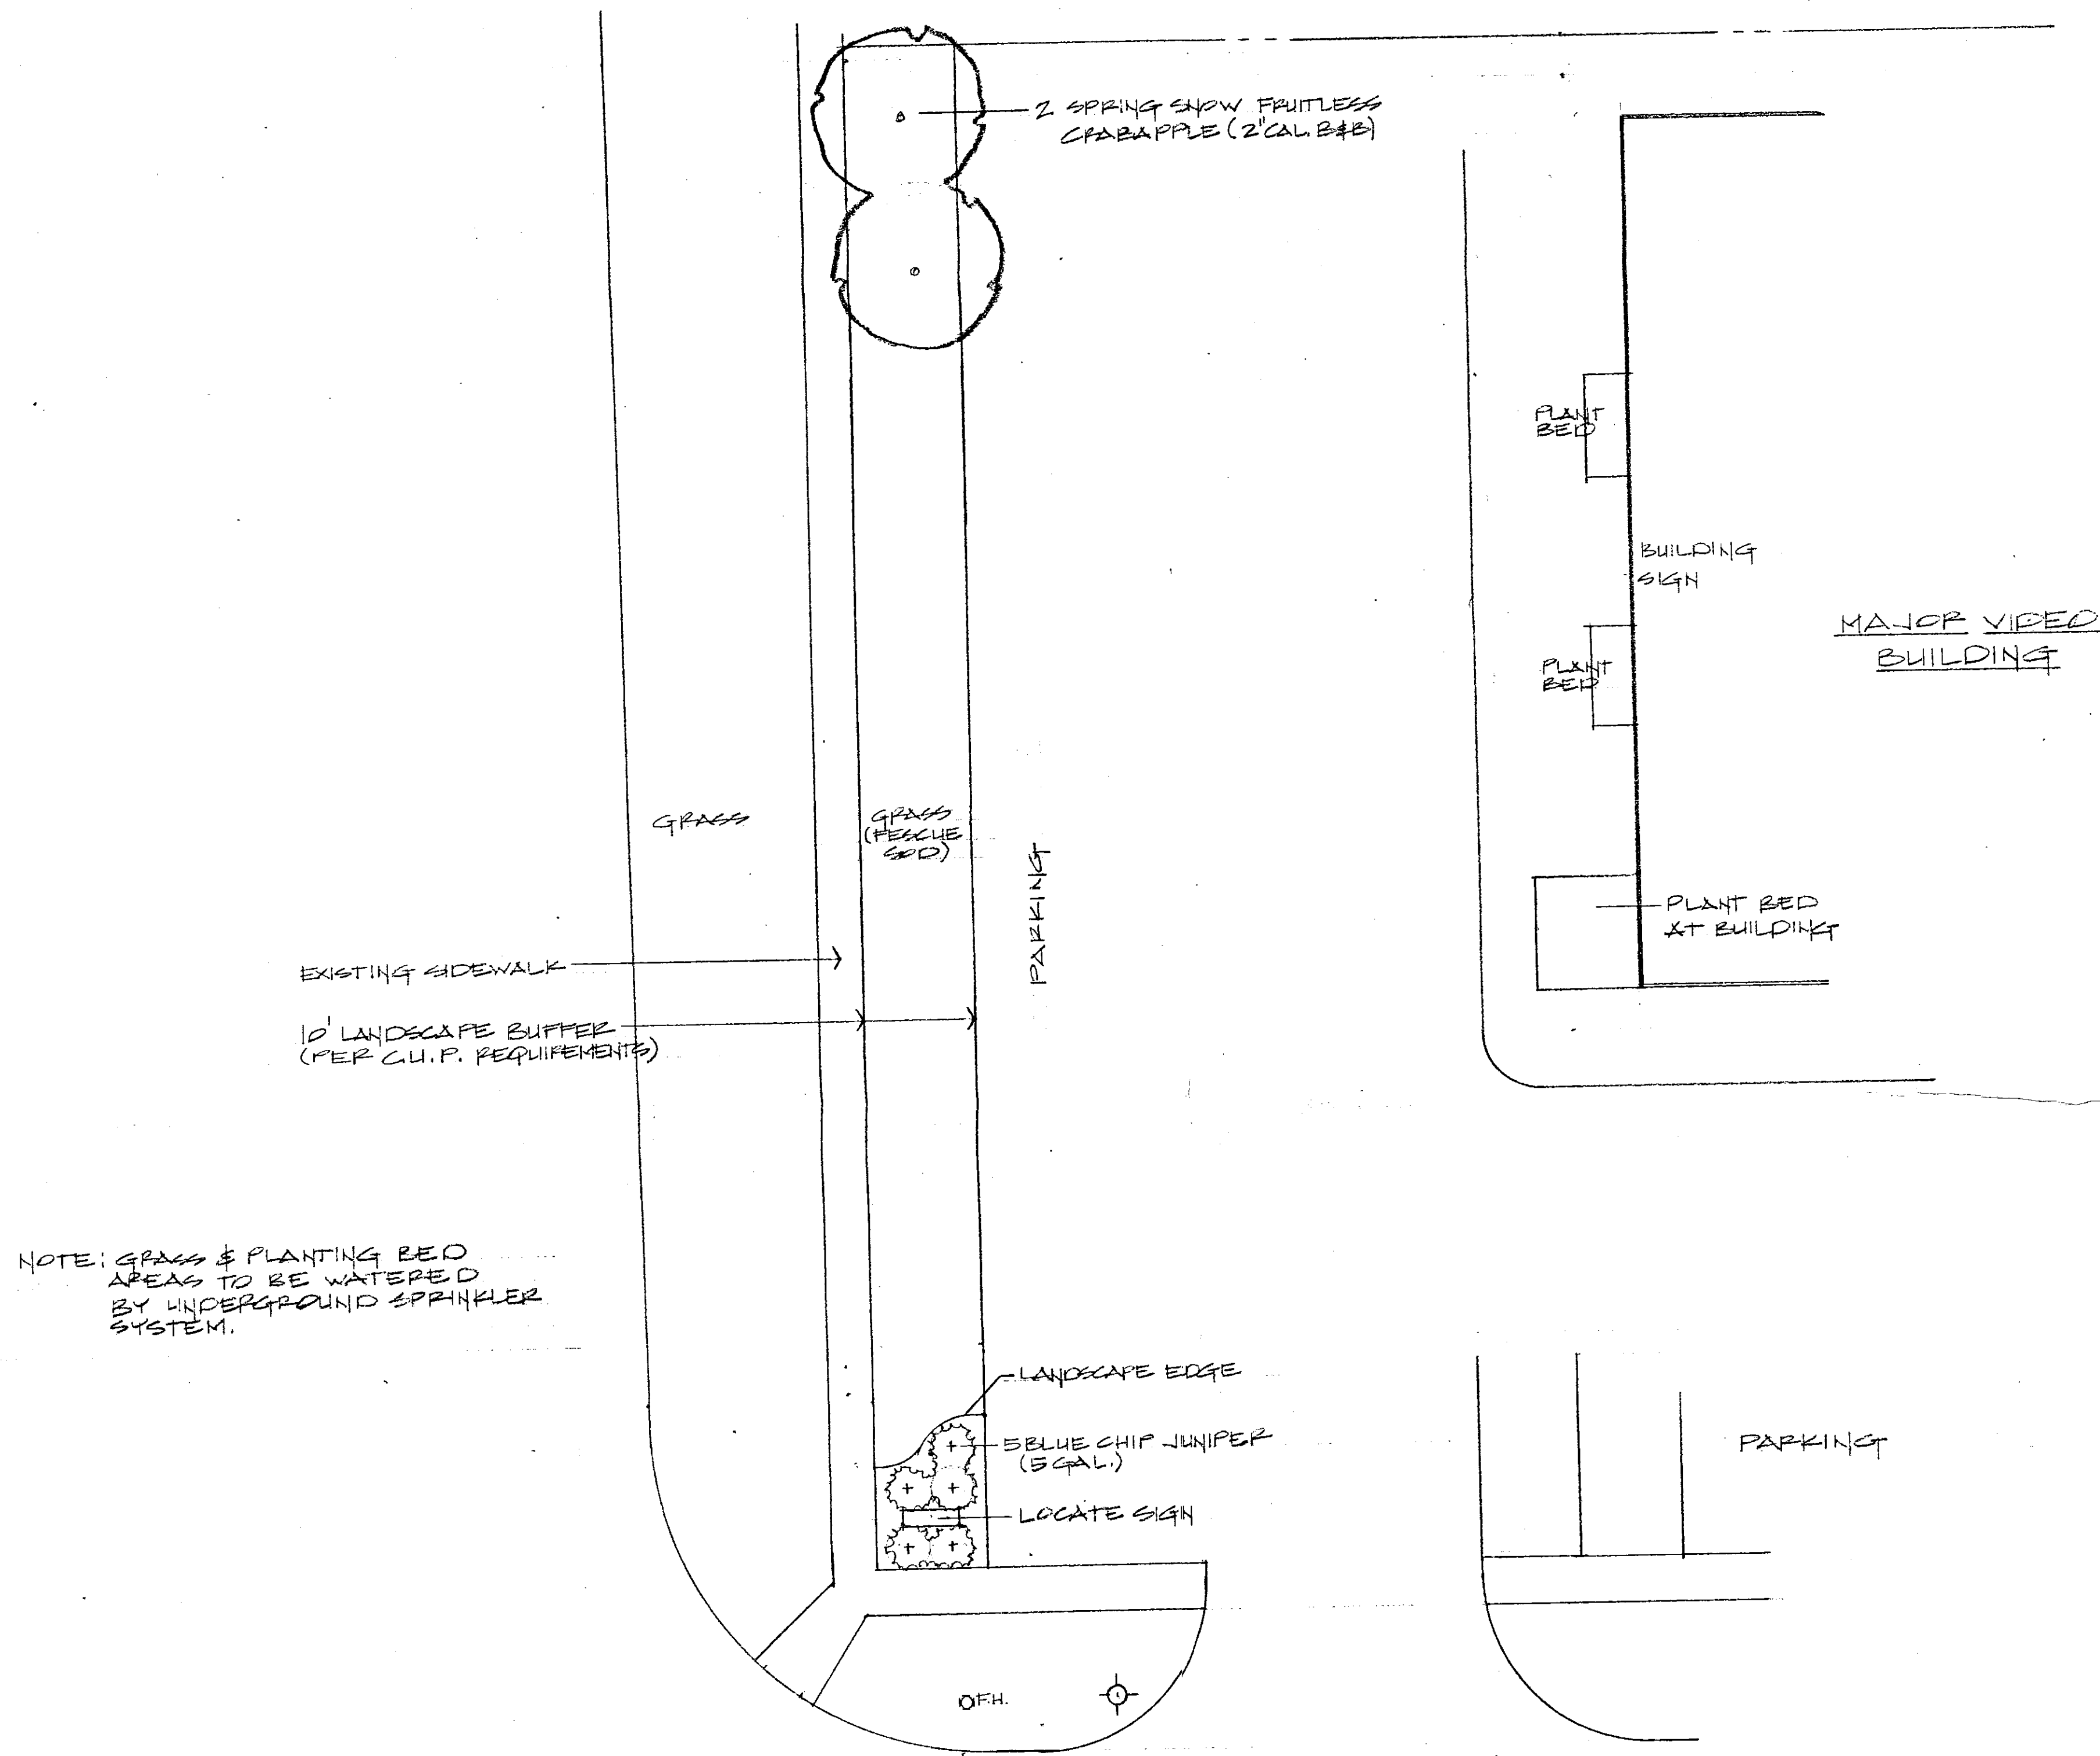 2 SPRING SNOW FRUITLESS
CRABAPPLE (2" CAL. B&B)
PLANT
BED
BUILDING
SIGN
MAJOR VIDEO
BUILDING
PLANT
BED
GRASS
GRASS
(FESCUE
SOD)
PARKING
PLANT BED
AT BUILDING
EXISTING SIDEWALK
10' LANDSCAPE BUFFER
(PER C.U.P. REQUIREMENTS)
NOTE: GRASS & PLANTING BED
AREAS TO BE WATERED
BY UNDERGROUND SPRINKLER
SYSTEM.
LANDSCAPE EDGE
5 BLUE CHIP JUNIPER
(5 GAL.)
PARKING
LOCATE SIGN
F.H.